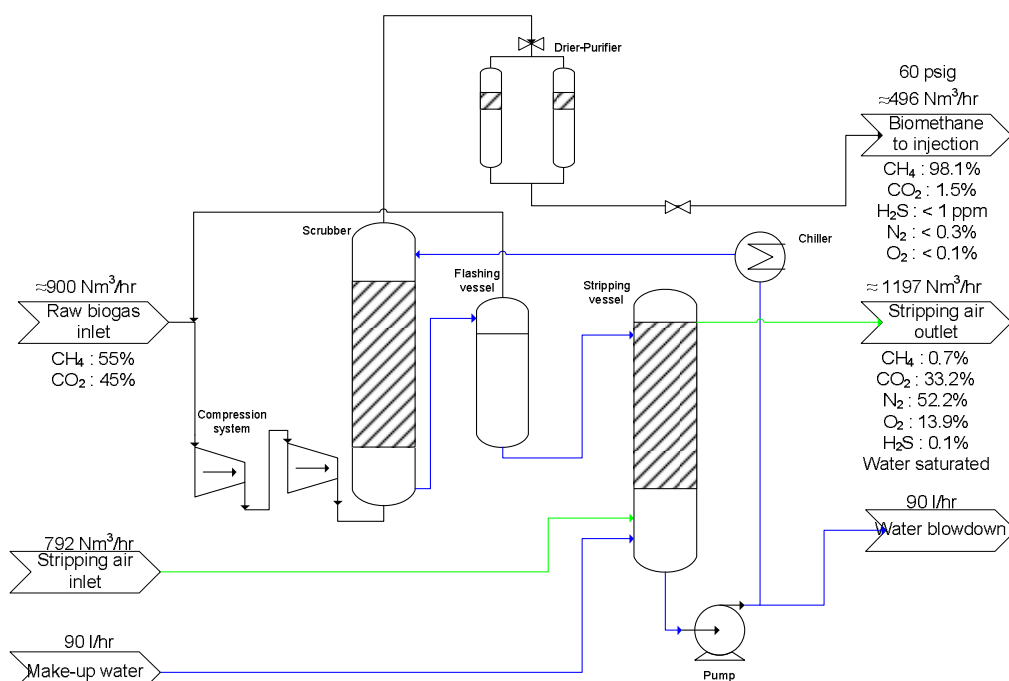 Drier-Purifier
60 psig
≈496 Nm³/hr
Biomethane
to injection
CH₄ : 98.1%
CO₂ : 1.5%
H₂S : < 1 ppm
N₂ : < 0.3%
O₂ : < 0.1%
Scrubber
Chiller
Flashing
vessel
Stripping
vessel
≈900 Nm³/hr
Raw biogas
inlet
CH₄ : 55%
CO₂ : 45%
≈ 1197 Nm³/hr
Stripping air
outlet
CH₄ : 0.7%
CO₂ : 33.2%
N₂ : 52.2%
O₂ : 13.9%
H₂S : 0.1%
Water saturated
Compression
system
90 l/hr
Water blowdown
792 Nm³/hr
Stripping air
inlet
90 l/hr
Make-up water
Pump